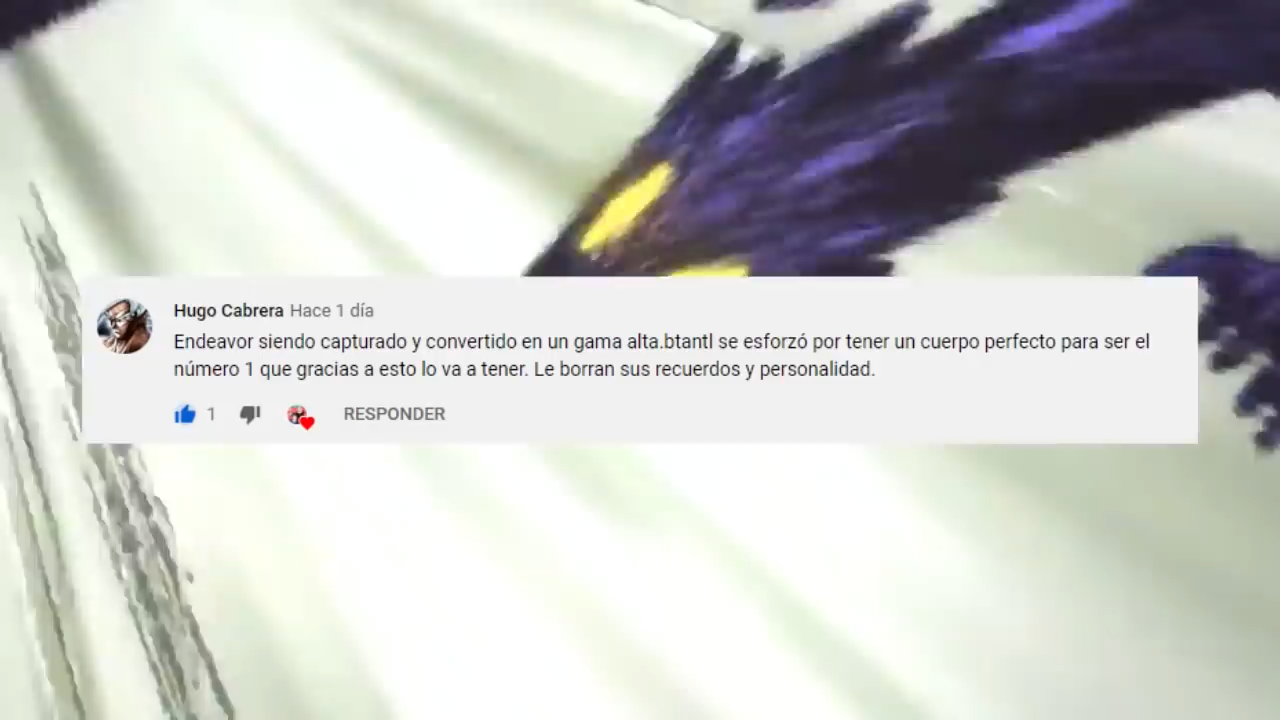 Hugo Cabrera Hace 1 día
Endeavor siendo capturado y convertido en un gama alta.btantl se esforzó por tener un cuerpo perfecto para ser el
número 1 que gracias a esto lo va a tener. Le borran sus recuerdos y personalidad.
1 RESPONDER